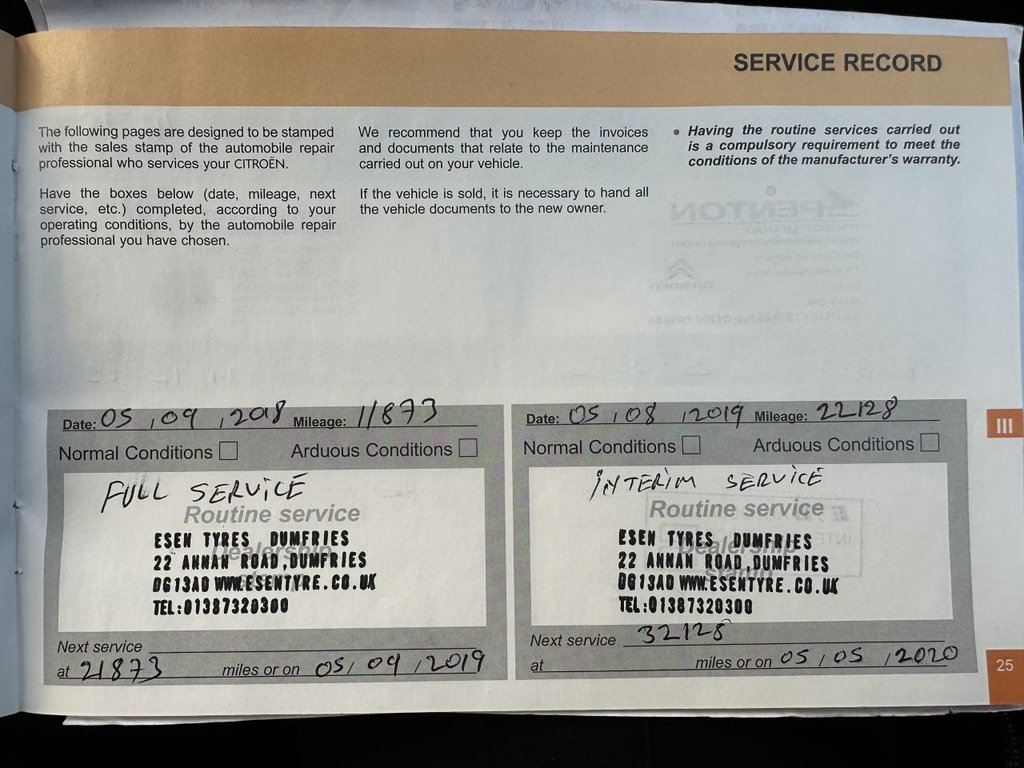 SERVICE RECORD
The following pages are designed to be stamped
with the sales stamp of the automobile repair
professional who services your CITROËN.
Have the boxes below (date, mileage, next
service, etc.) completed, according to your
operating conditions, by the automobile repair
professional you have chosen.
We recommend that you keep the invoices
and documents that relate to the maintenance
carried out on your vehicle.
If the vehicle is sold, it is necessary to hand all
the vehicle documents to the new owner.
• Having the routine services carried out
is a compulsory requirement to meet the
conditions of the manufacturer's warranty.
Date: 05, 09, 2018 Mileage: 11873
Normal Conditions Arduous Conditions
FULL SERVICE
Routine service
Dealership
ESEN TYRES DUMFRIES
22 ANNAN ROAD,DUMFRIES
DG13AD WWW.ESENTYRE.CO.UK
TEL:01387320300
Next service
at 21873 miles or on 05, 09, 2019
Date: 05, 08, 2019 Mileage: 22128
Normal Conditions Arduous Conditions
INTERIM SERVICE
Routine service
Dealership
stamp
ESEN TYRES DUMFRIES
22 ANNAN ROAD,DUMFRIES
DG13AD WWW.ESENTYRE.CO.UK
TEL:01387320300
Next service 32128
at miles or on 05, 05, 2020
III
25